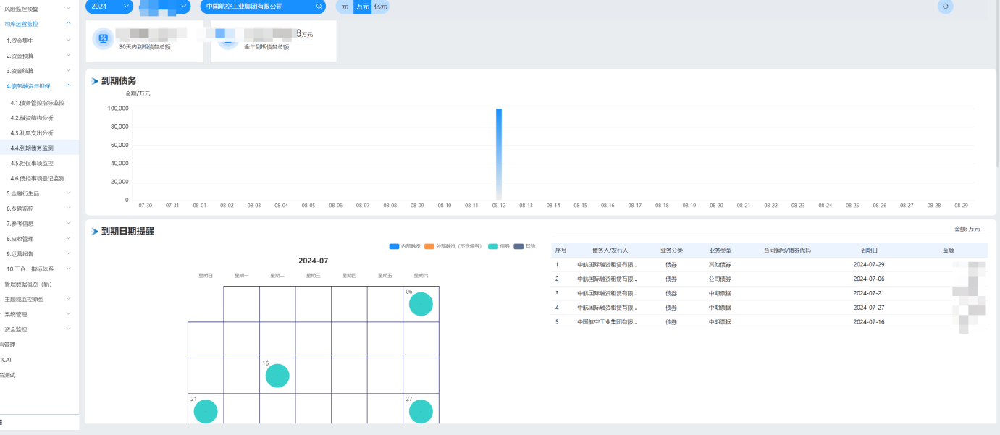 风险监控预警
司库运营监控
1.资金集中
2.资金预算
3.资金结算
4.债务融资与担保
4.1.债务管控指标监控
4.2.融资结构分析
4.3.利息支出分析
4.4.到期债务监测
4.5.担保事项监控
4.6.债担事项登记监测
5.金融衍生品
6.专题监控
7.参考信息
8.应收管理
9.运营报告
10.三合一指标体系
管理数据概览（新）
主题域监控原型
系统管理
资金监控
管理
ICAI
测试
2024 中国航空工业集团有限公司 元 万元 亿元
30天内到期债务总额
8万元
全年到期债务总额
到期债务
金额/万元
100,000
80,000
60,000
40,000
20,000
0
07-30 07-31 08-01 08-02 08-03 08-04 08-05 08-06 08-07 08-08 08-09 08-10 08-11 08-12 08-13 08-14 08-15 08-16 08-17 08-18 08-19 08-20 08-21 08-22 08-23 08-24 08-25 08-26 08-27 08-28 08-29
到期日期提醒
内部融资 外部融资（不含债券） 债券 其他
2024-07
星期日 星期一 星期二 星期三 星期四 星期五 星期六
06
16
21 27
金额: 万元
序号 债务人/发行人 业务分类 业务类型 合同编号/债券代码 到期日 金额
1 中航国际融资租赁有限... 债券 其他债券 2024-07-29
2 中航国际融资租赁有限... 债券 公司债券 2024-07-06
3 中航国际融资租赁有限... 债券 中期票据 2024-07-21
4 中航国际融资租赁有限... 债券 中期票据 2024-07-27
5 中国航空工业集团有限... 债券 中期票据 2024-07-16